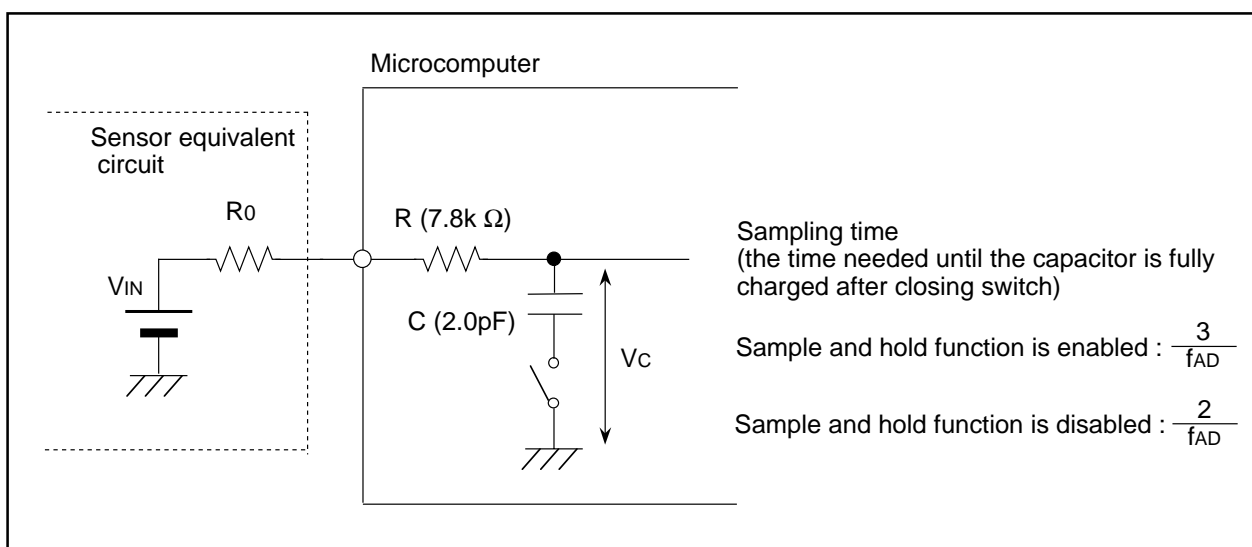 Microcomputer
Sensor equivalent
circuit
R0
R (7.8k Ω)
VIN
C (2.0pF)
VC
Sampling time
(the time needed until the capacitor is fully
charged after closing switch)
Sample and hold function is enabled : 3
fAD
Sample and hold function is disabled : 2
fAD